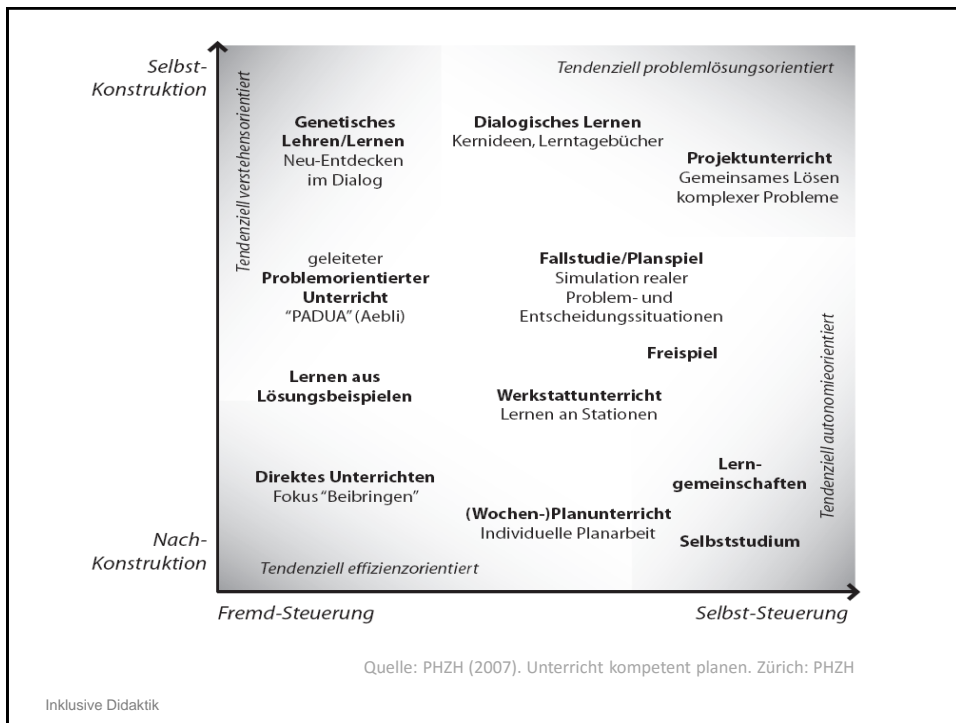 Selbst-
Konstruktion
Tendenziell verstehensorientiert
Tendenziell problemlösungsorientiert
Genetisches
Lehren/Lernen
Neu-Entdecken
im Dialog
Dialogisches Lernen
Kernideen, Lerntagebücher
Projektunterricht
Gemeinsames Lösen
komplexer Probleme
geleiteter
Problemorientierter
Unterricht
"PADUA" (Aebli)
Fallstudie/Planspiel
Simulation realer
Problem- und
Entscheidungssituationen
Freispiel
Lernen aus
Lösungsbeispielen
Werkstattunterricht
Lernen an Stationen
Tendenziell autonomieorientiert
Direktes Unterrichten
Fokus "Beibringen"
Lern-
gemeinschaften
(Wochen-)Planunterricht
Individuelle Planarbeit
Selbststudium
Nach-
Konstruktion
Tendenziell effizienzorientiert
Fremd-Steuerung
Selbst-Steuerung
Quelle: PHZH (2007). Unterricht kompetent planen. Zürich: PHZH
Inklusive Didaktik